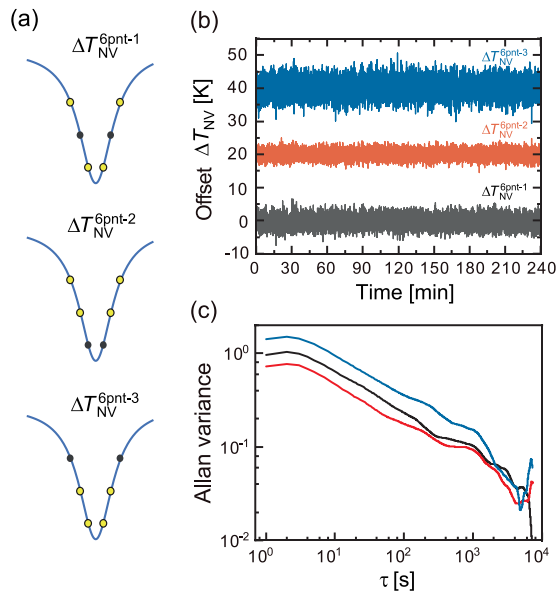 (a)
ΔT_NV^6pnt-1
ΔT_NV^6pnt-2
ΔT_NV^6pnt-3
(b)
Offset ΔT_NV [K]
50
40
30
20
10
0
-10
ΔT_NV^6pnt-3
ΔT_NV^6pnt-2
ΔT_NV^6pnt-1
0 30 60 90 120 150 180 210 240
Time [min]
(c)
Allan variance
10^0
10^-1
10^-2
10^0 10^1 10^2 10^3 10^4
τ [s]